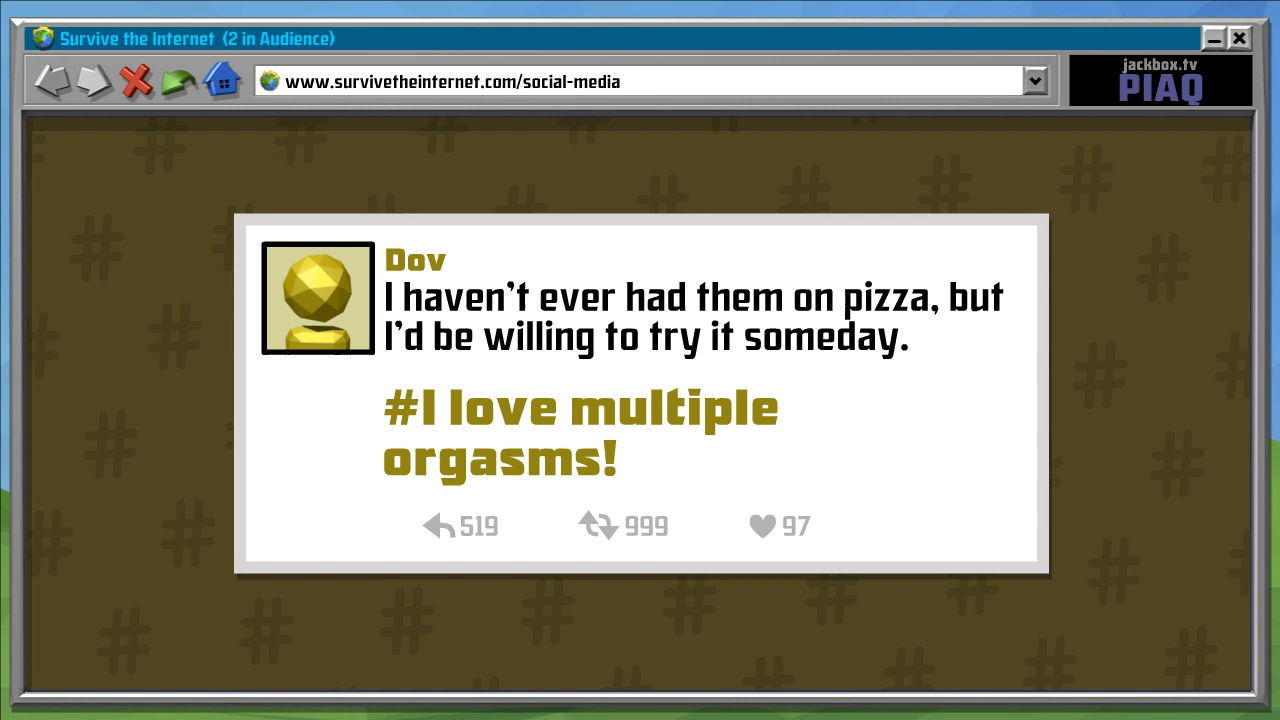 Survive the Internet (2 in Audience)
www.survivetheinternet.com/social-media
jackbox.tv
PIAQ
Dov
I haven't ever had them on pizza, but
I'd be willing to try it someday.
#I love multiple
orgasms!
519 999 97